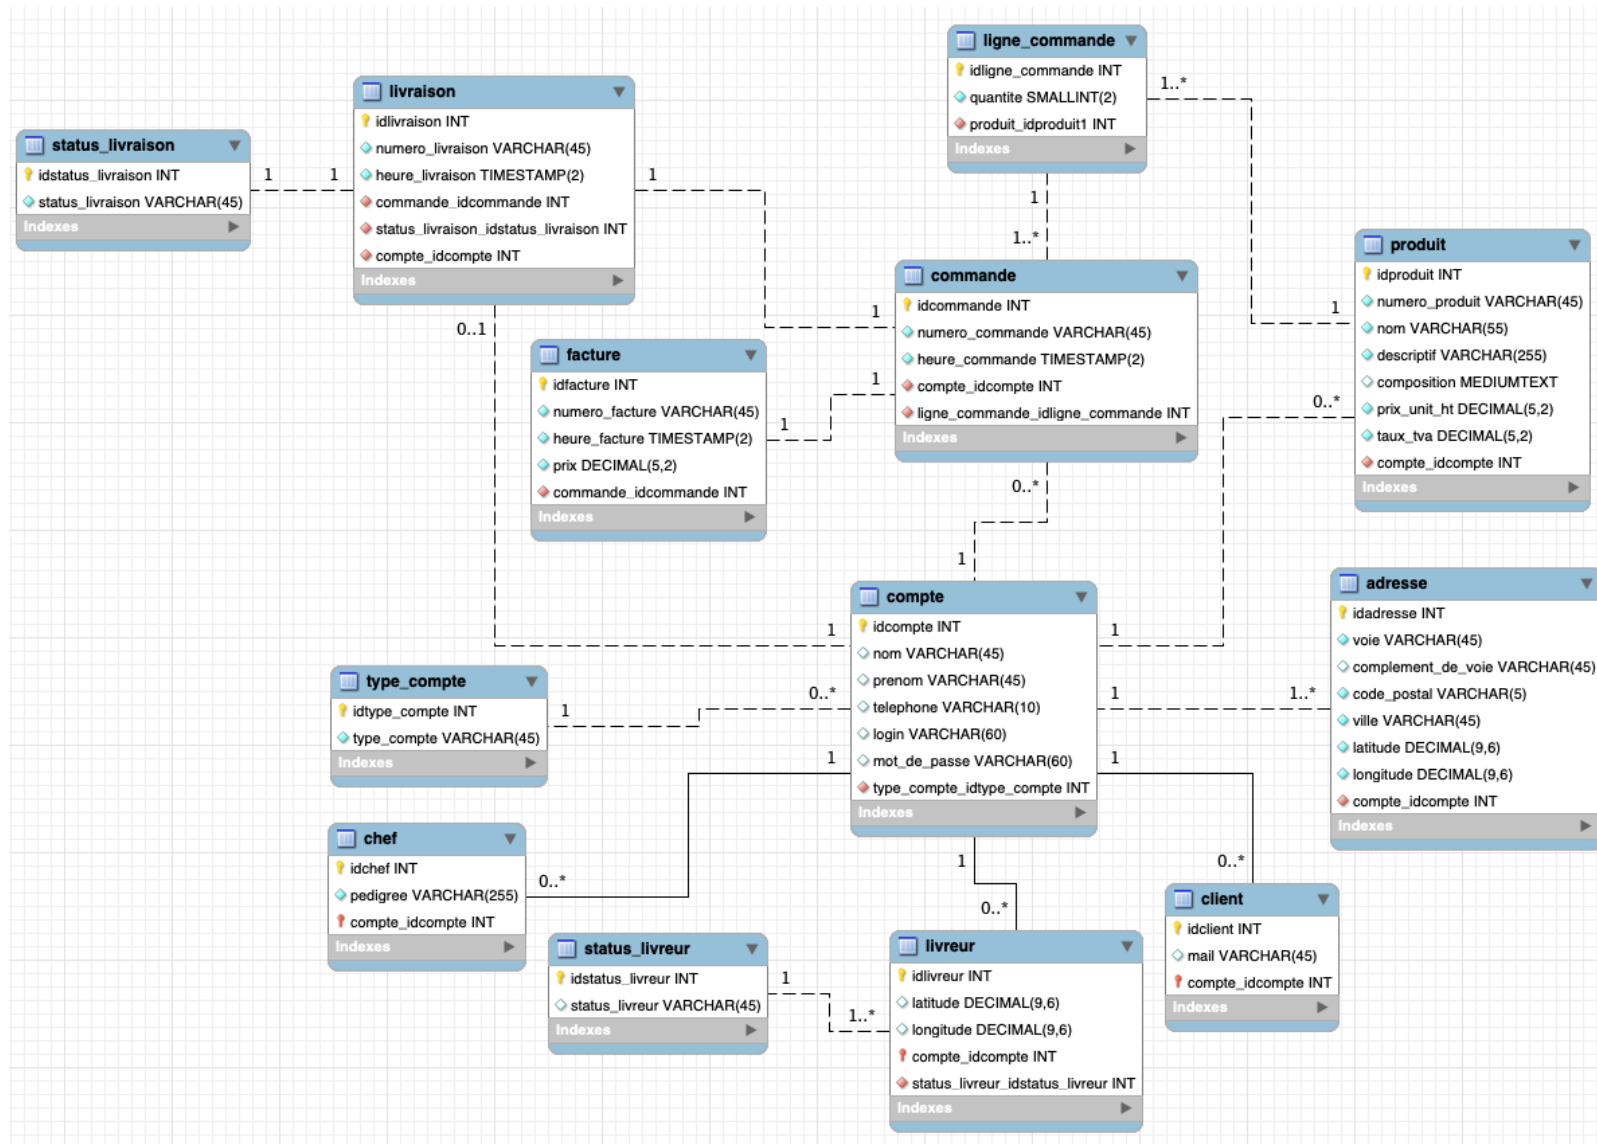 ligne_commande
idligne_commande INT
quantite SMALLINT(2)
produit_idproduit1 INT
Indexes
1..*
1
1..*
livraison
idlivraison INT
numero_livraison VARCHAR(45)
heure_livraison TIMESTAMP(2)
commande_idcommande INT
status_livraison_idstatus_livraison INT
compte_idcompte INT
Indexes
1
1
1
0..1
status_livraison
idstatus_livraison INT
status_livraison VARCHAR(45)
Indexes
produit
idproduit INT
numero_produit VARCHAR(45)
nom VARCHAR(55)
descriptif VARCHAR(255)
composition MEDIUMTEXT
prix_unit_ht DECIMAL(5,2)
taux_tva DECIMAL(5,2)
compte_idcompte INT
Indexes
1
0..*
commande
idcommande INT
numero_commande VARCHAR(45)
heure_commande TIMESTAMP(2)
compte_idcompte INT
ligne_commande_idligne_commande INT
Indexes
1
1
0..*
facture
idfacture INT
numero_facture VARCHAR(45)
heure_facture TIMESTAMP(2)
prix DECIMAL(5,2)
commande_idcommande INT
Indexes
1
compte
idcompte INT
nom VARCHAR(45)
prenom VARCHAR(45)
telephone VARCHAR(10)
login VARCHAR(60)
mot_de_passe VARCHAR(60)
type_compte_idtype_compte INT
Indexes
1
1
1
0..*
1
1
1
1
adresse
idadresse INT
voie VARCHAR(45)
complement_de_voie VARCHAR(45)
code_postal VARCHAR(5)
ville VARCHAR(45)
latitude DECIMAL(9,6)
longitude DECIMAL(9,6)
compte_idcompte INT
Indexes
1..*
type_compte
idtype_compte INT
type_compte VARCHAR(45)
Indexes
1
chef
idchef INT
pedigree VARCHAR(255)
compte_idcompte INT
Indexes
0..*
client
idclient INT
mail VARCHAR(45)
compte_idcompte INT
Indexes
0..*
status_livreur
idstatus_livreur INT
status_livreur VARCHAR(45)
Indexes
1
1..*
livreur
idlivreur INT
latitude DECIMAL(9,6)
longitude DECIMAL(9,6)
compte_idcompte INT
status_livreur_idstatus_livreur INT
Indexes
0..*